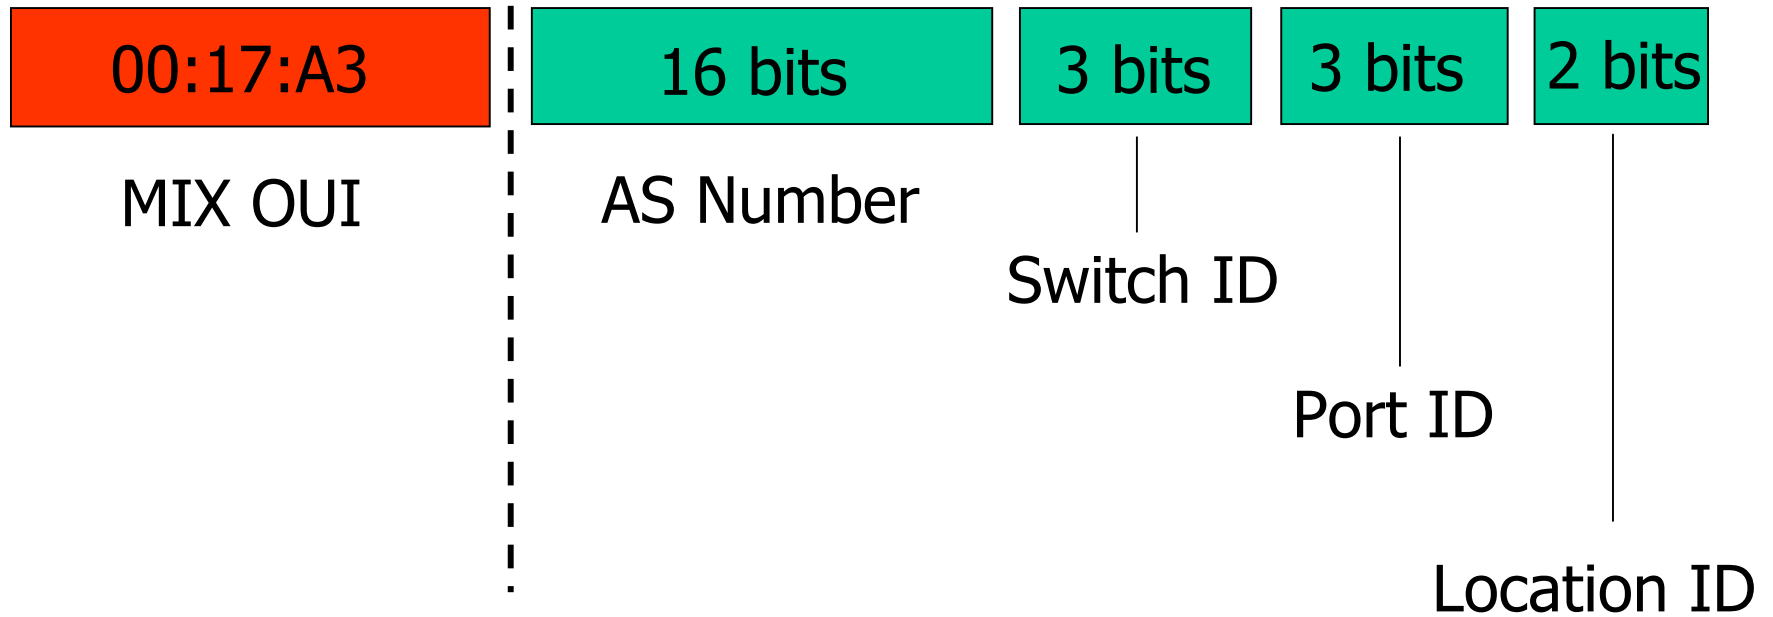 00:17:A3
16 bits
3 bits
3 bits
2 bits
MIX OUI
AS Number
Switch ID
Port ID
Location ID